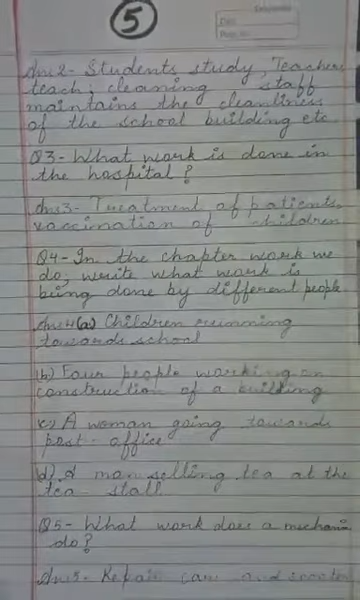 5
Ans2- Students study, Teachers
teach, cleaning staff
maintains the cleanliness
of the school building etc
Q3- What work is done in
the hospital?
Ans3- Treatment of patients,
vaccination of children
Q4- In the chapter work we
do, write what work is
being done by different people
Ans4(a) Children running
towards school
(b) Four people working on
construction of a building
(c) A woman going towards
post-office
(d) A man selling tea at the
tea-stall
Q5- What work does a mechanic
do?
Ans5- Repair cars and scooter